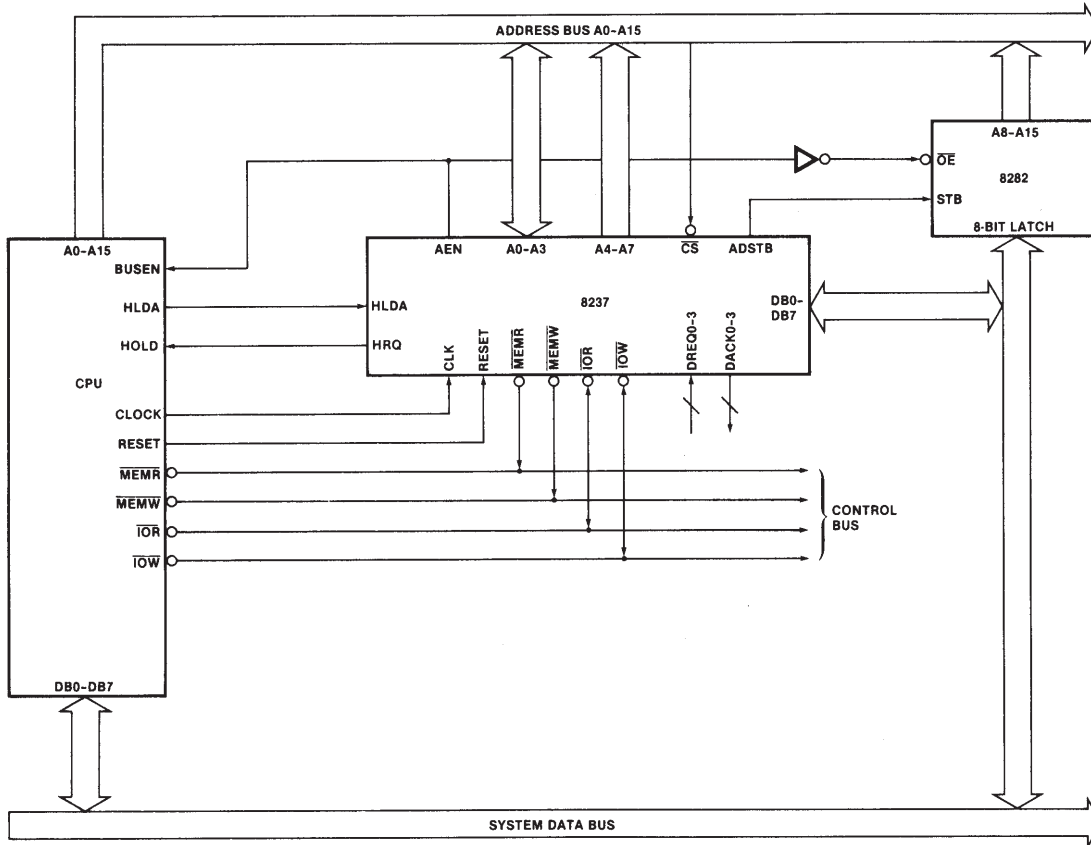 ADDRESS BUS A0–A15
A8–A15
OE
8282
STB
8-BIT LATCH
A0–A15
BUSEN
HLDA
HOLD
CPU
CLOCK
RESET
MEMR
MEMW
IOR
IOW
DB0–DB7
AEN
A0–A3
A4–A7
CS
ADSTB
HLDA
8237
DB0–
DB7
HRQ
CLK
RESET
MEMR
MEMW
IOR
IOW
DREQ0–3
DACK0–3
CONTROL
BUS
SYSTEM DATA BUS